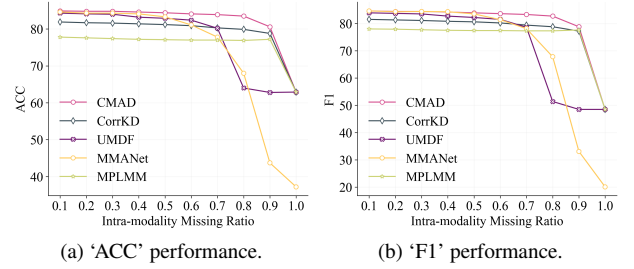 80
70
60
50
40
ACC
CMAD
CorrKD
UMDF
MMANet
MPLMM
0.1 0.2 0.3 0.4 0.5 0.6 0.7 0.8 0.9 1.0
Intra-modality Missing Ratio
(a) ‘ACC’ performance.
80
70
60
50
40
30
20
F1
CMAD
CorrKD
UMDF
MMANet
MPLMM
0.1 0.2 0.3 0.4 0.5 0.6 0.7 0.8 0.9 1.0
Intra-modality Missing Ratio
(b) ‘F1’ performance.